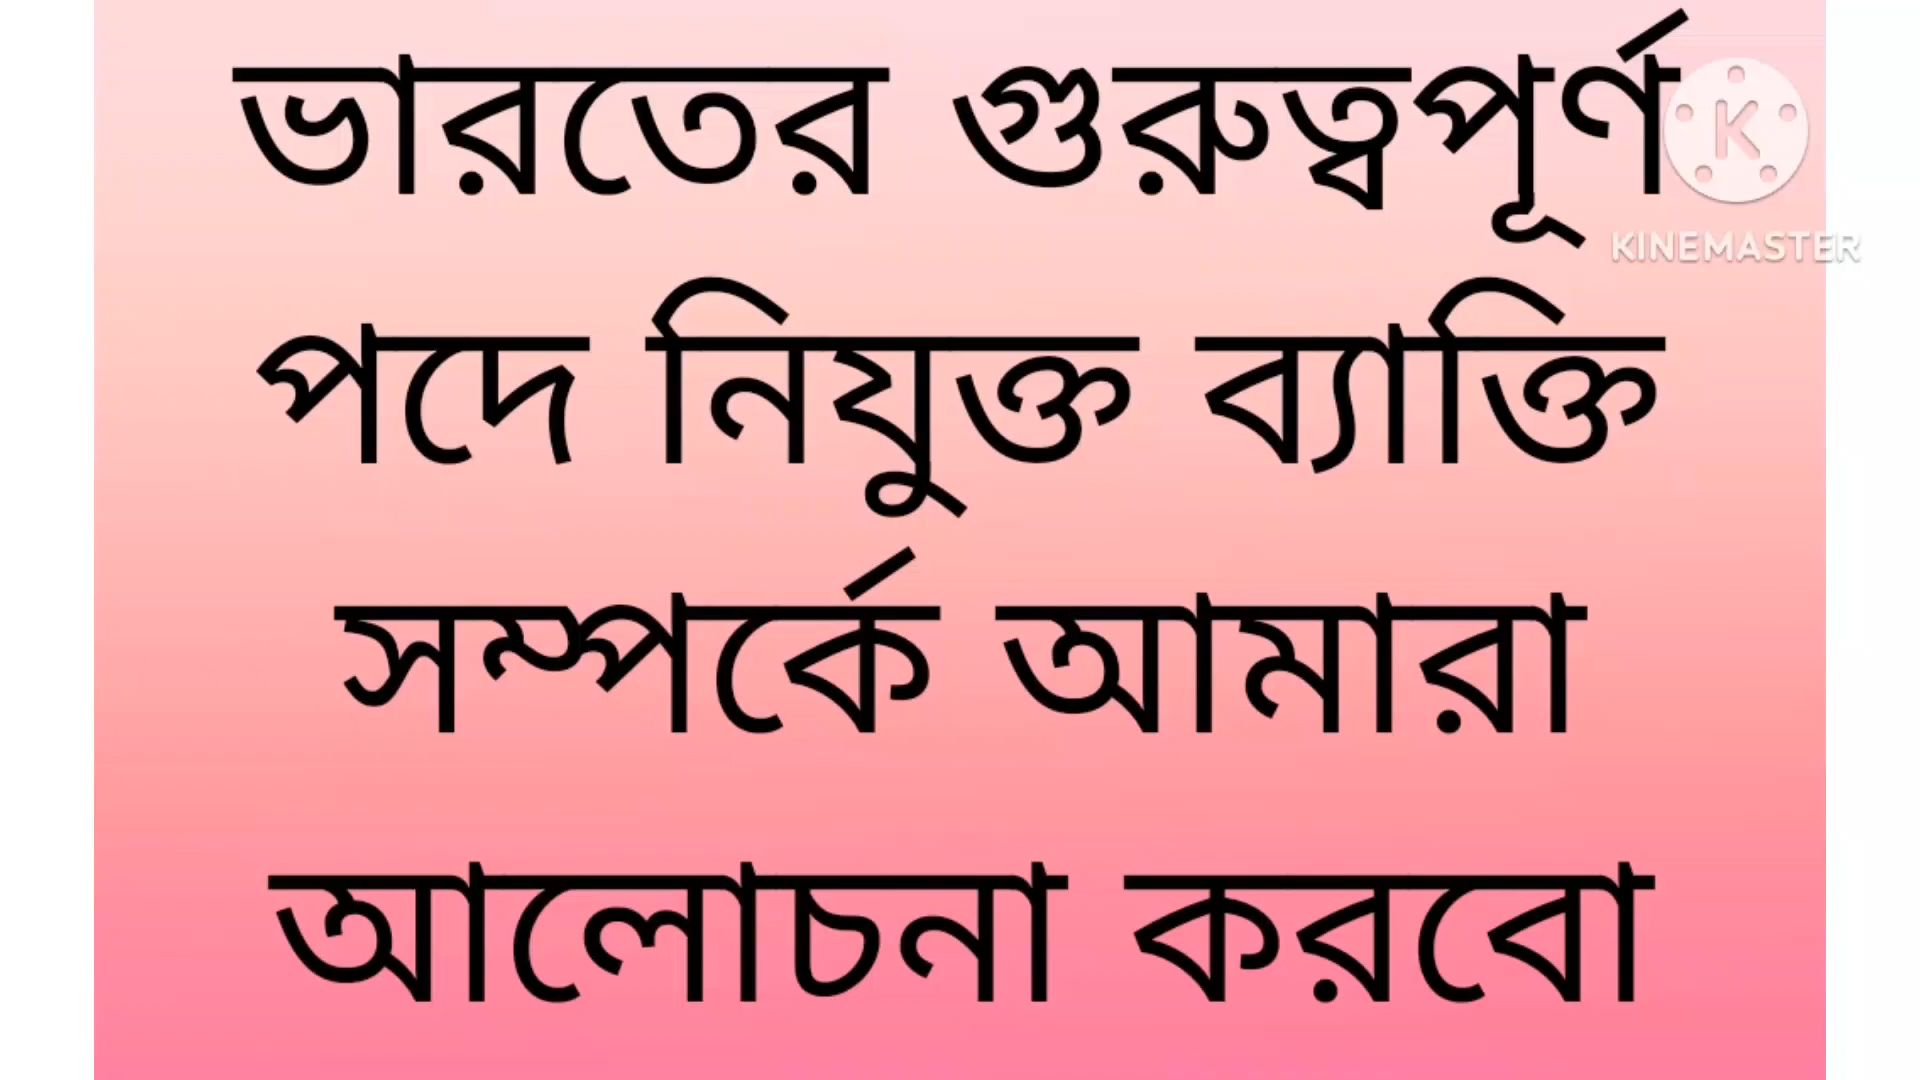 ভারতের গুরুত্বপূর্ণ
পদে নিযুক্ত ব্যাক্তি
সম্পর্কে আমারা
আলোচনা করবো
K
KINEMASTER